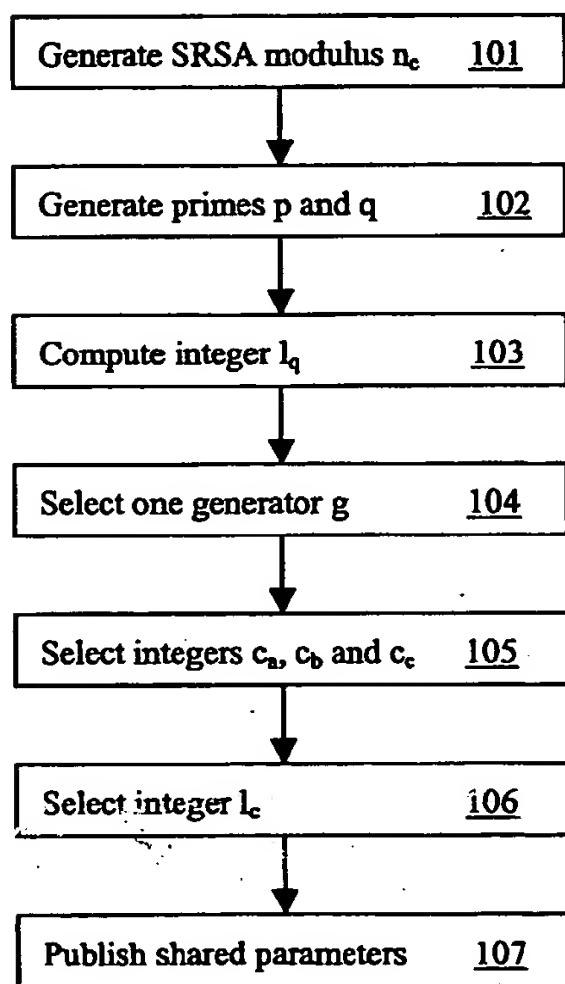 Generate SRSA modulus n_c 101
Generate primes p and q 102
Compute integer l_q 103
Select one generator g 104
Select integers c_a, c_b and c_c 105
Select integer l_c 106
Publish shared parameters 107